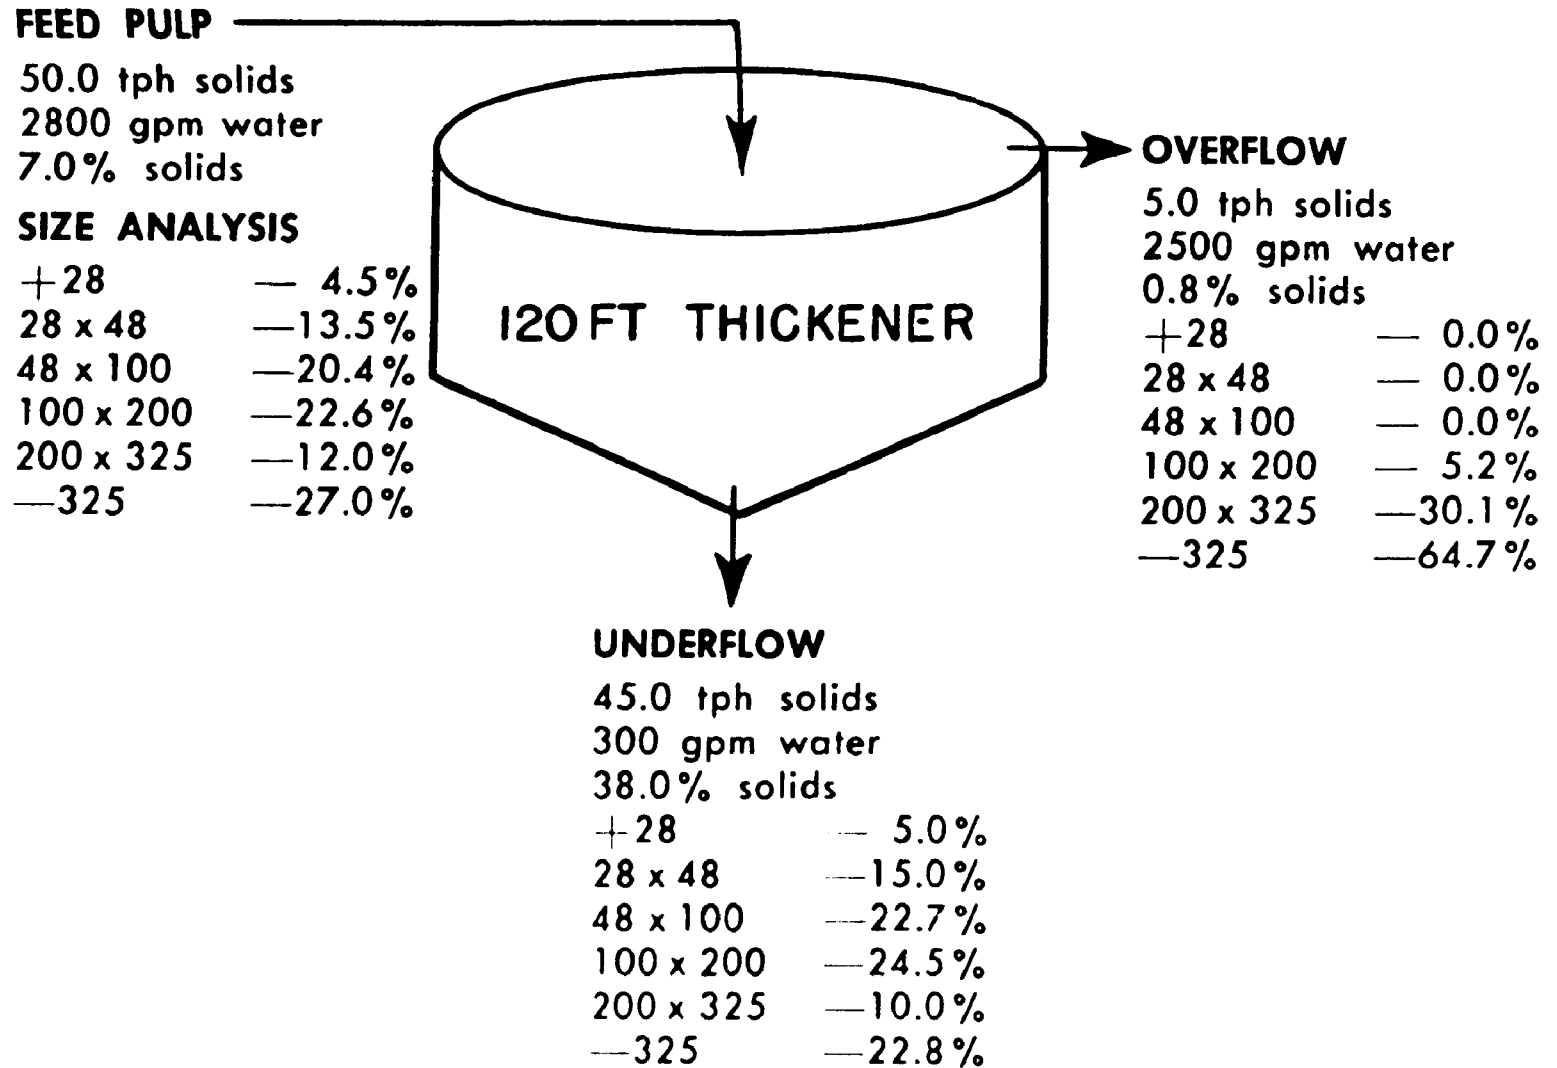 FEED PULP
50.0 tph solids
2800 gpm water
7.0% solids
SIZE ANALYSIS
+28 — 4.5%
28 x 48 —13.5%
48 x 100 —20.4%
100 x 200 —22.6%
200 x 325 —12.0%
—325 —27.0%
120 FT THICKENER
OVERFLOW
5.0 tph solids
2500 gpm water
0.8% solids
+28 — 0.0%
28 x 48 — 0.0%
48 x 100 — 0.0%
100 x 200 — 5.2%
200 x 325 —30.1%
—325 —64.7%
UNDERFLOW
45.0 tph solids
300 gpm water
38.0% solids
+28 — 5.0%
28 x 48 —15.0%
48 x 100 —22.7%
100 x 200 —24.5%
200 x 325 —10.0%
—325 —22.8%